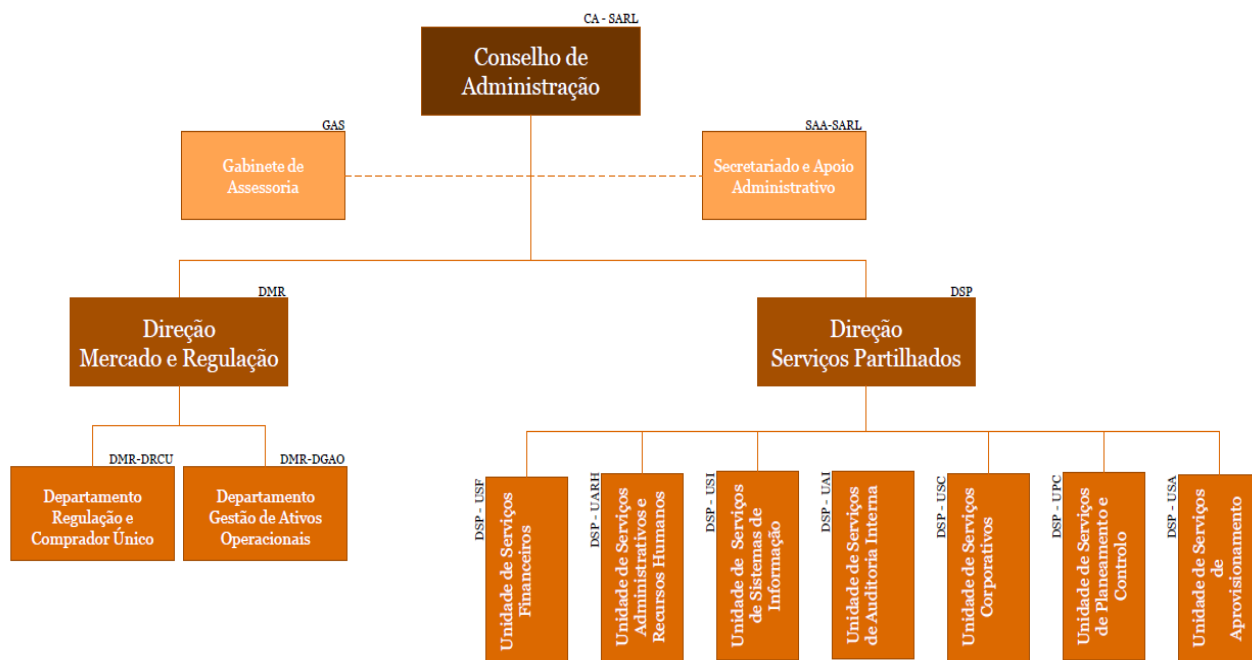 CA - SARL
Conselho de
Administração
GAS
Gabinete de
Assessoria
SAA-SARL
Secretariado e Apoio
Administrativo
DMR
Direção
Mercado e Regulação
DSP
Direção
Serviços Partilhados
DMR-DRCU
Departamento
Regulação e
Comprador Único
DMR-DGAO
Departamento
Gestão de Ativos
Operacionais
DSP - USF
Unidade de Serviços
Financeiros
DSP - UARH
Unidade de Serviços
Administrativos e
Recursos Humanos
DSP - USI
Unidade de Serviços
de Sistemas de
Informação
DSP - UAI
Unidade de Serviços
de Auditoria Interna
DSP - USC
Unidade de Serviços
Corporativos
DSP - UPC
Unidade de Serviços
de Planeamento e
Controlo
DSP - USA
Unidade de Serviços
de
Aprovisionamento